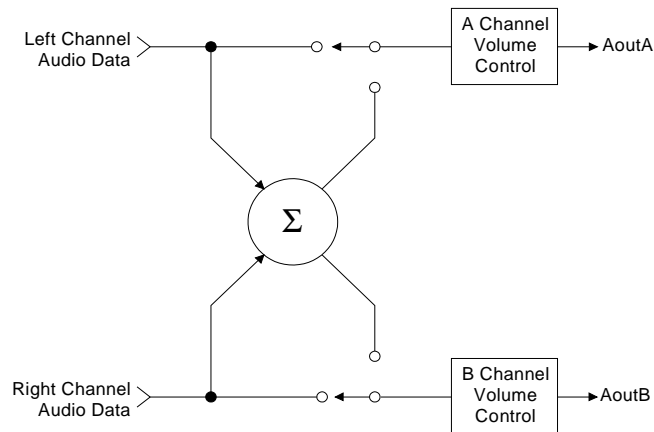 Left Channel
Audio Data
A Channel
Volume
Control
AoutA
Σ
Right Channel
Audio Data
B Channel
Volume
Control
AoutB